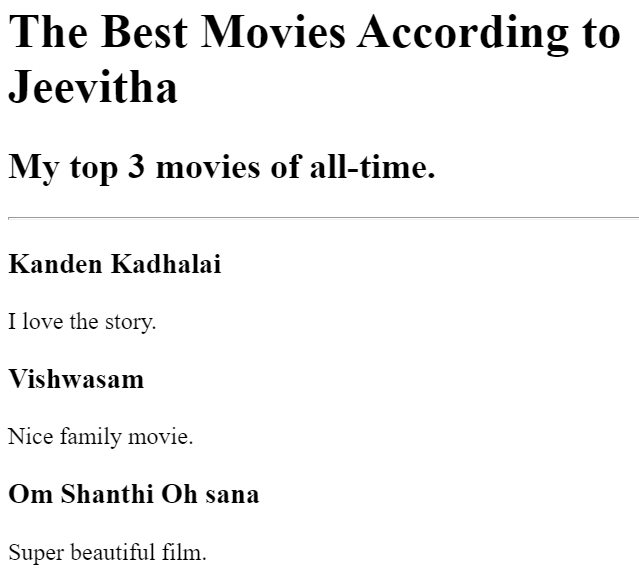 The Best Movies According to
Jeevitha
My top 3 movies of all-time.
Kanden Kadhalai
I love the story.
Vishwasam
Nice family movie.
Om Shanthi Oh sana
Super beautiful film.